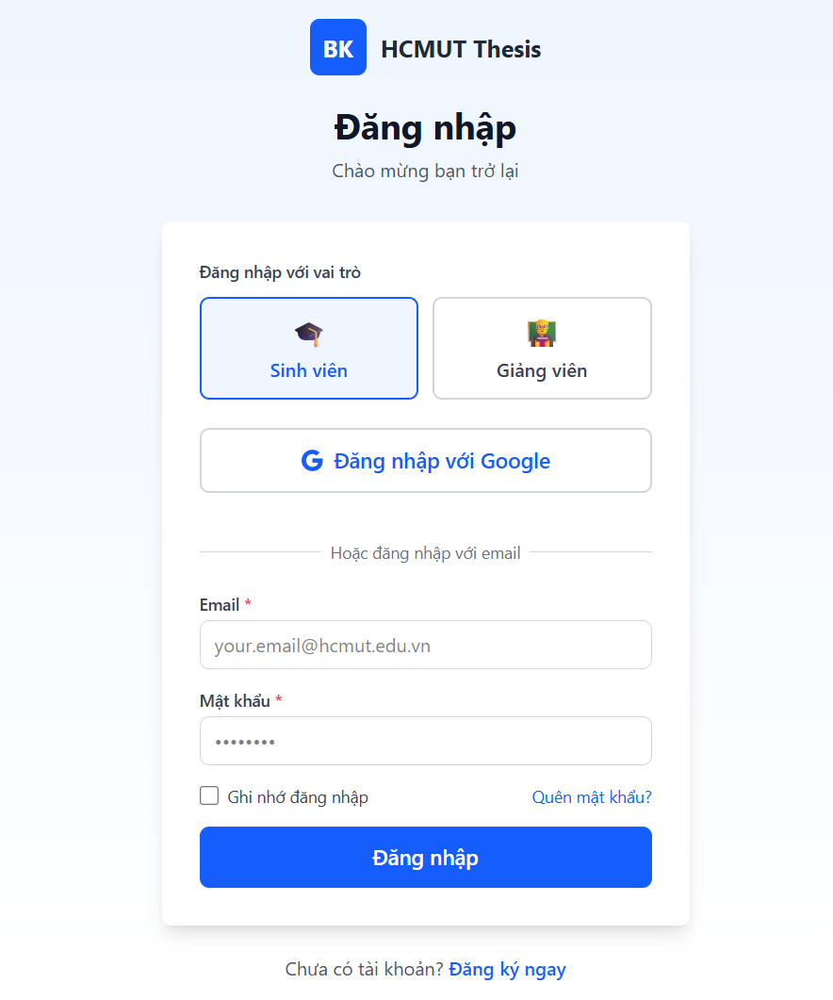 BK HCMUT Thesis
Đăng nhập
Chào mừng bạn trở lại
Đăng nhập với vai trò
Sinh viên
Giảng viên
Đăng nhập với Google
Hoặc đăng nhập với email
Email *
your.email@hcmut.edu.vn
Mật khẩu *
••••••••
Ghi nhớ đăng nhập
Quên mật khẩu?
Đăng nhập
Chưa có tài khoản? Đăng ký ngay